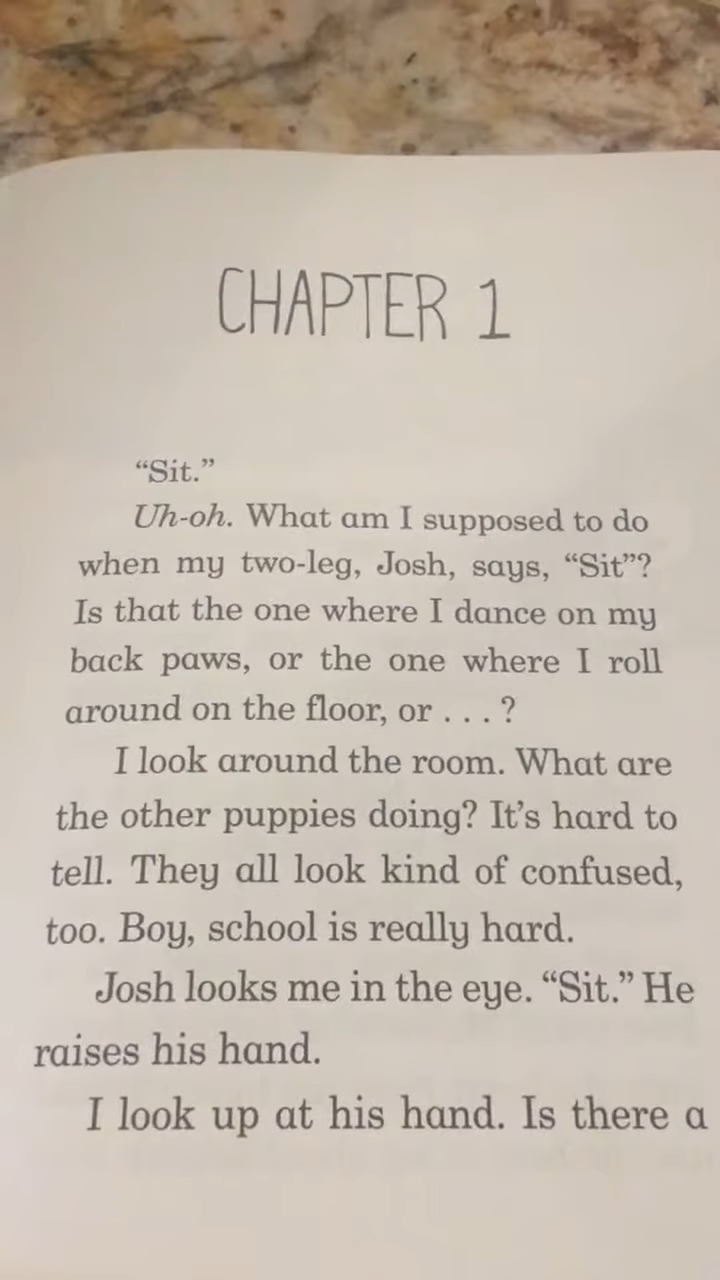 CHAPTER 1
“Sit.”
Uh-oh. What am I supposed to do
when my two-leg, Josh, says, “Sit”?
Is that the one where I dance on my
back paws, or the one where I roll
around on the floor, or . . . ?
I look around the room. What are
the other puppies doing? It’s hard to
tell. They all look kind of confused,
too. Boy, school is really hard.
Josh looks me in the eye. “Sit.” He
raises his hand.
I look up at his hand. Is there a